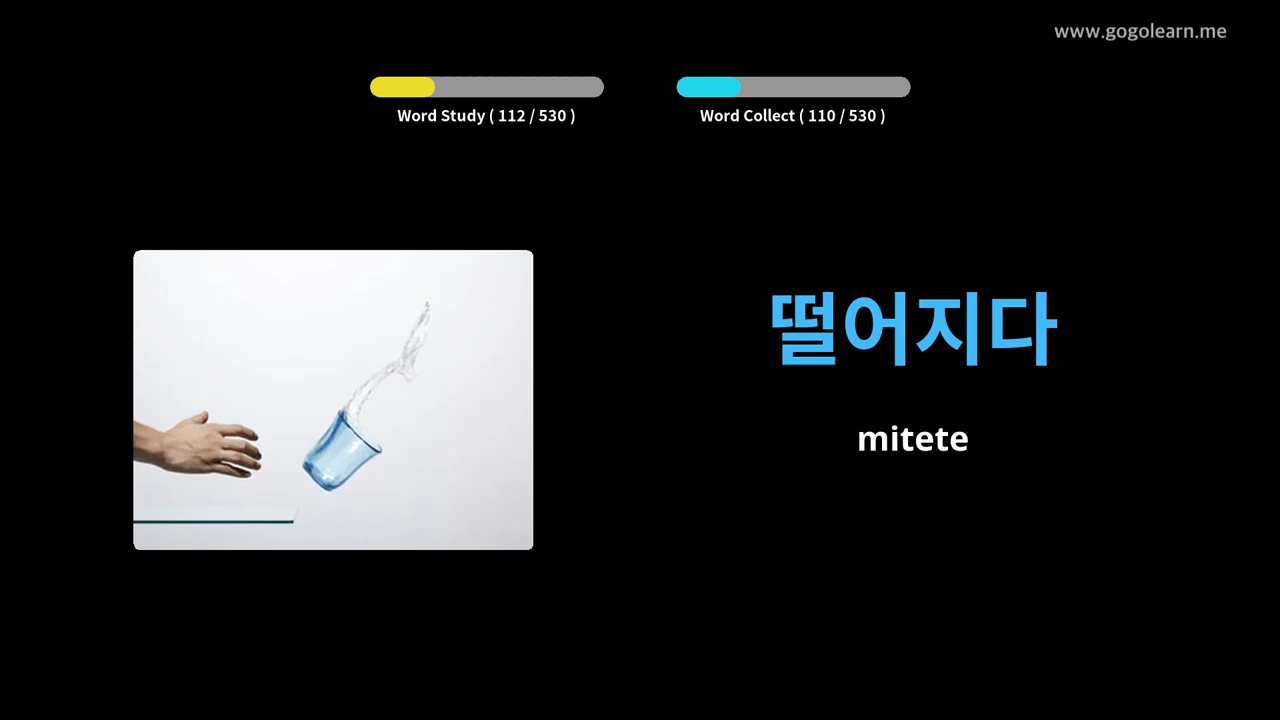 www.gogolearn.me
Word Study ( 112 / 530 )
Word Collect ( 110 / 530 )
떨어지다
mitete